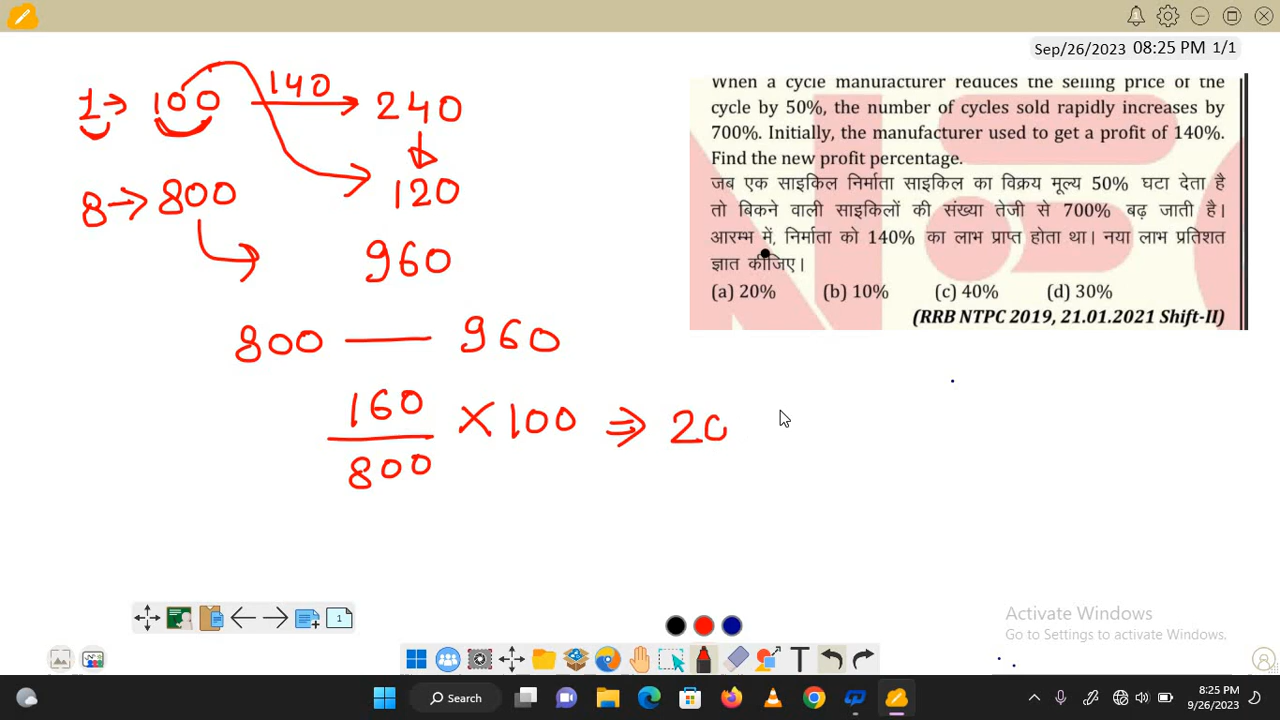 Sep/26/2023 08:25 PM 1/1
1→ 100 140 → 240
120
8→ 800
960
800 — 960
160/800 × 100 ⇒ 20
When a cycle manufacturer reduces the selling price of the
cycle by 50%, the number of cycles sold rapidly increases by
700%. Initially, the manufacturer used to get a profit of 140%.
Find the new profit percentage.
जब एक साइकिल निर्माता साइकिल का विक्रय मूल्य 50% घटा देता है
तो बिकने वाली साइकिलों की संख्या तेजी से 700% बढ़ जाती है।
आरम्भ में, निर्माता को 140% का लाभ प्राप्त होता था। नया लाभ प्रतिशत
ज्ञात कीजिए।
(a) 20% (b) 10% (c) 40% (d) 30%
(RRB NTPC 2019, 21.01.2021 Shift-II)
1
Activate Windows
Go to Settings to activate Windows.
Search
8:25 PM
9/26/2023